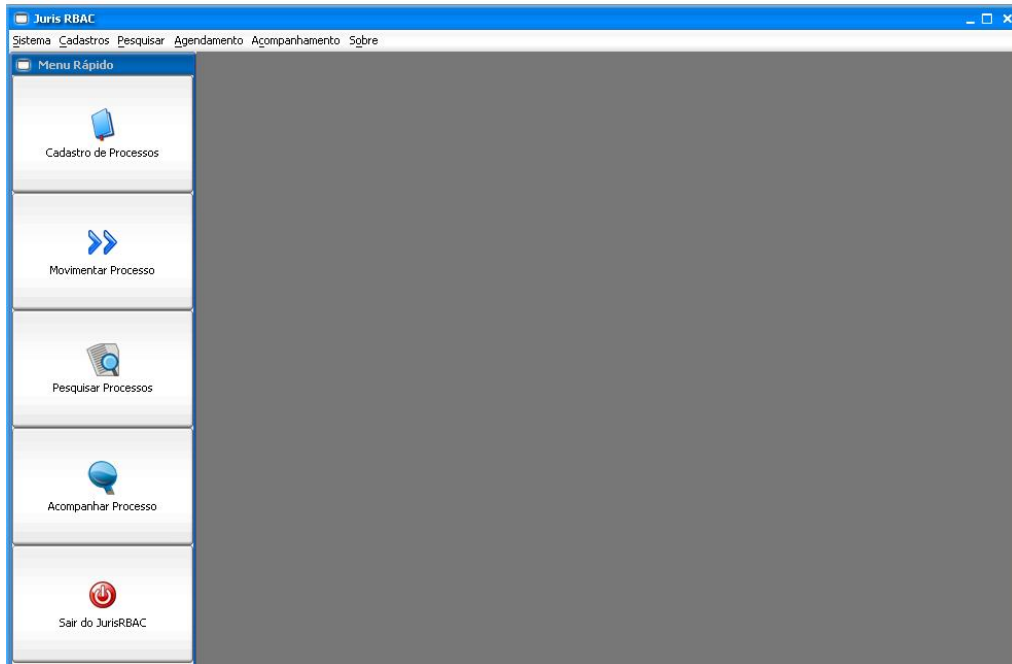 Juris RBAC
Sistema Cadastros Pesquisar Agendamento Acompanhamento Sobre
Menu Rápido
Cadastro de Processos
Movimentar Processo
Pesquisar Processos
Acompanhar Processo
Sair do JurisRBAC